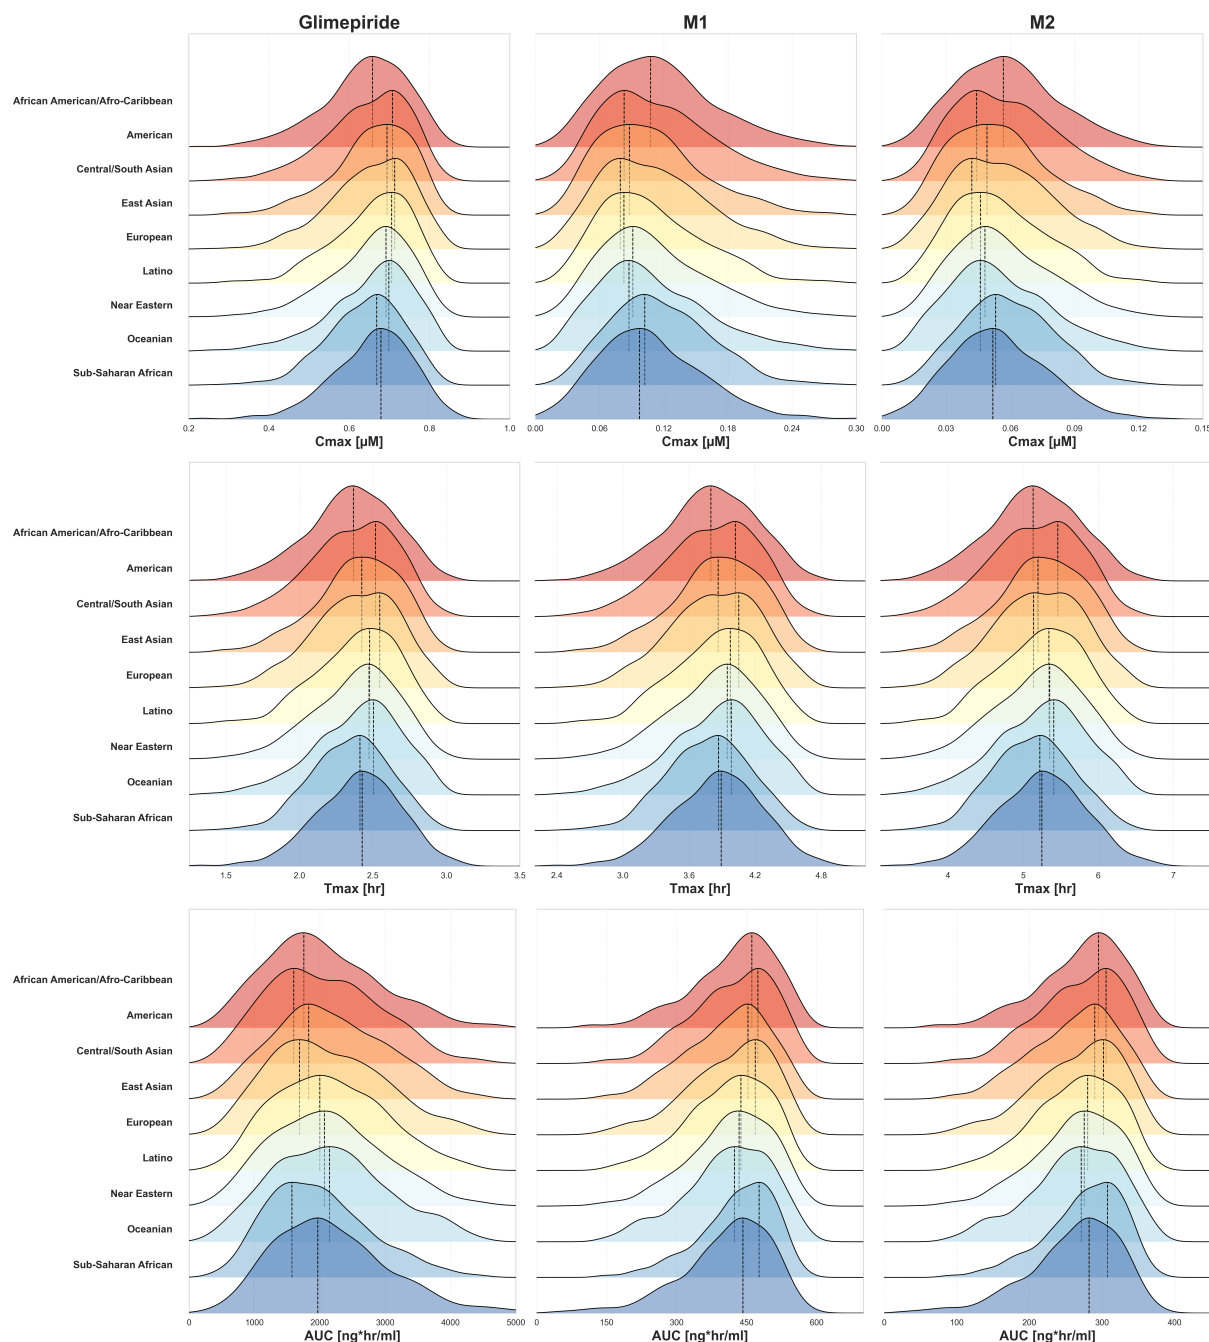 Glimepiride M1 M2
African American/Afro-Caribbean
American
Central/South Asian
East Asian
European
Latino
Near Eastern
Oceanian
Sub-Saharan African
0.2 0.4 0.6 0.8 1.0 0.00 0.06 0.12 0.18 0.24 0.30 0.00 0.03 0.06 0.09 0.12 0.15
Cmax [µM] Cmax [µM] Cmax [µM]
African American/Afro-Caribbean
American
Central/South Asian
East Asian
European
Latino
Near Eastern
Oceanian
Sub-Saharan African
1.5 2.0 2.5 3.0 3.5 2.4 3.0 3.6 4.2 4.8 4 5 6 7
Tmax [hr] Tmax [hr] Tmax [hr]
African American/Afro-Caribbean
American
Central/South Asian
East Asian
European
Latino
Near Eastern
Oceanian
Sub-Saharan African
0 1000 2000 3000 4000 5000 0 150 300 450 600 0 100 200 300 400
AUC [ng*hr/ml] AUC [ng*hr/ml] AUC [ng*hr/ml]